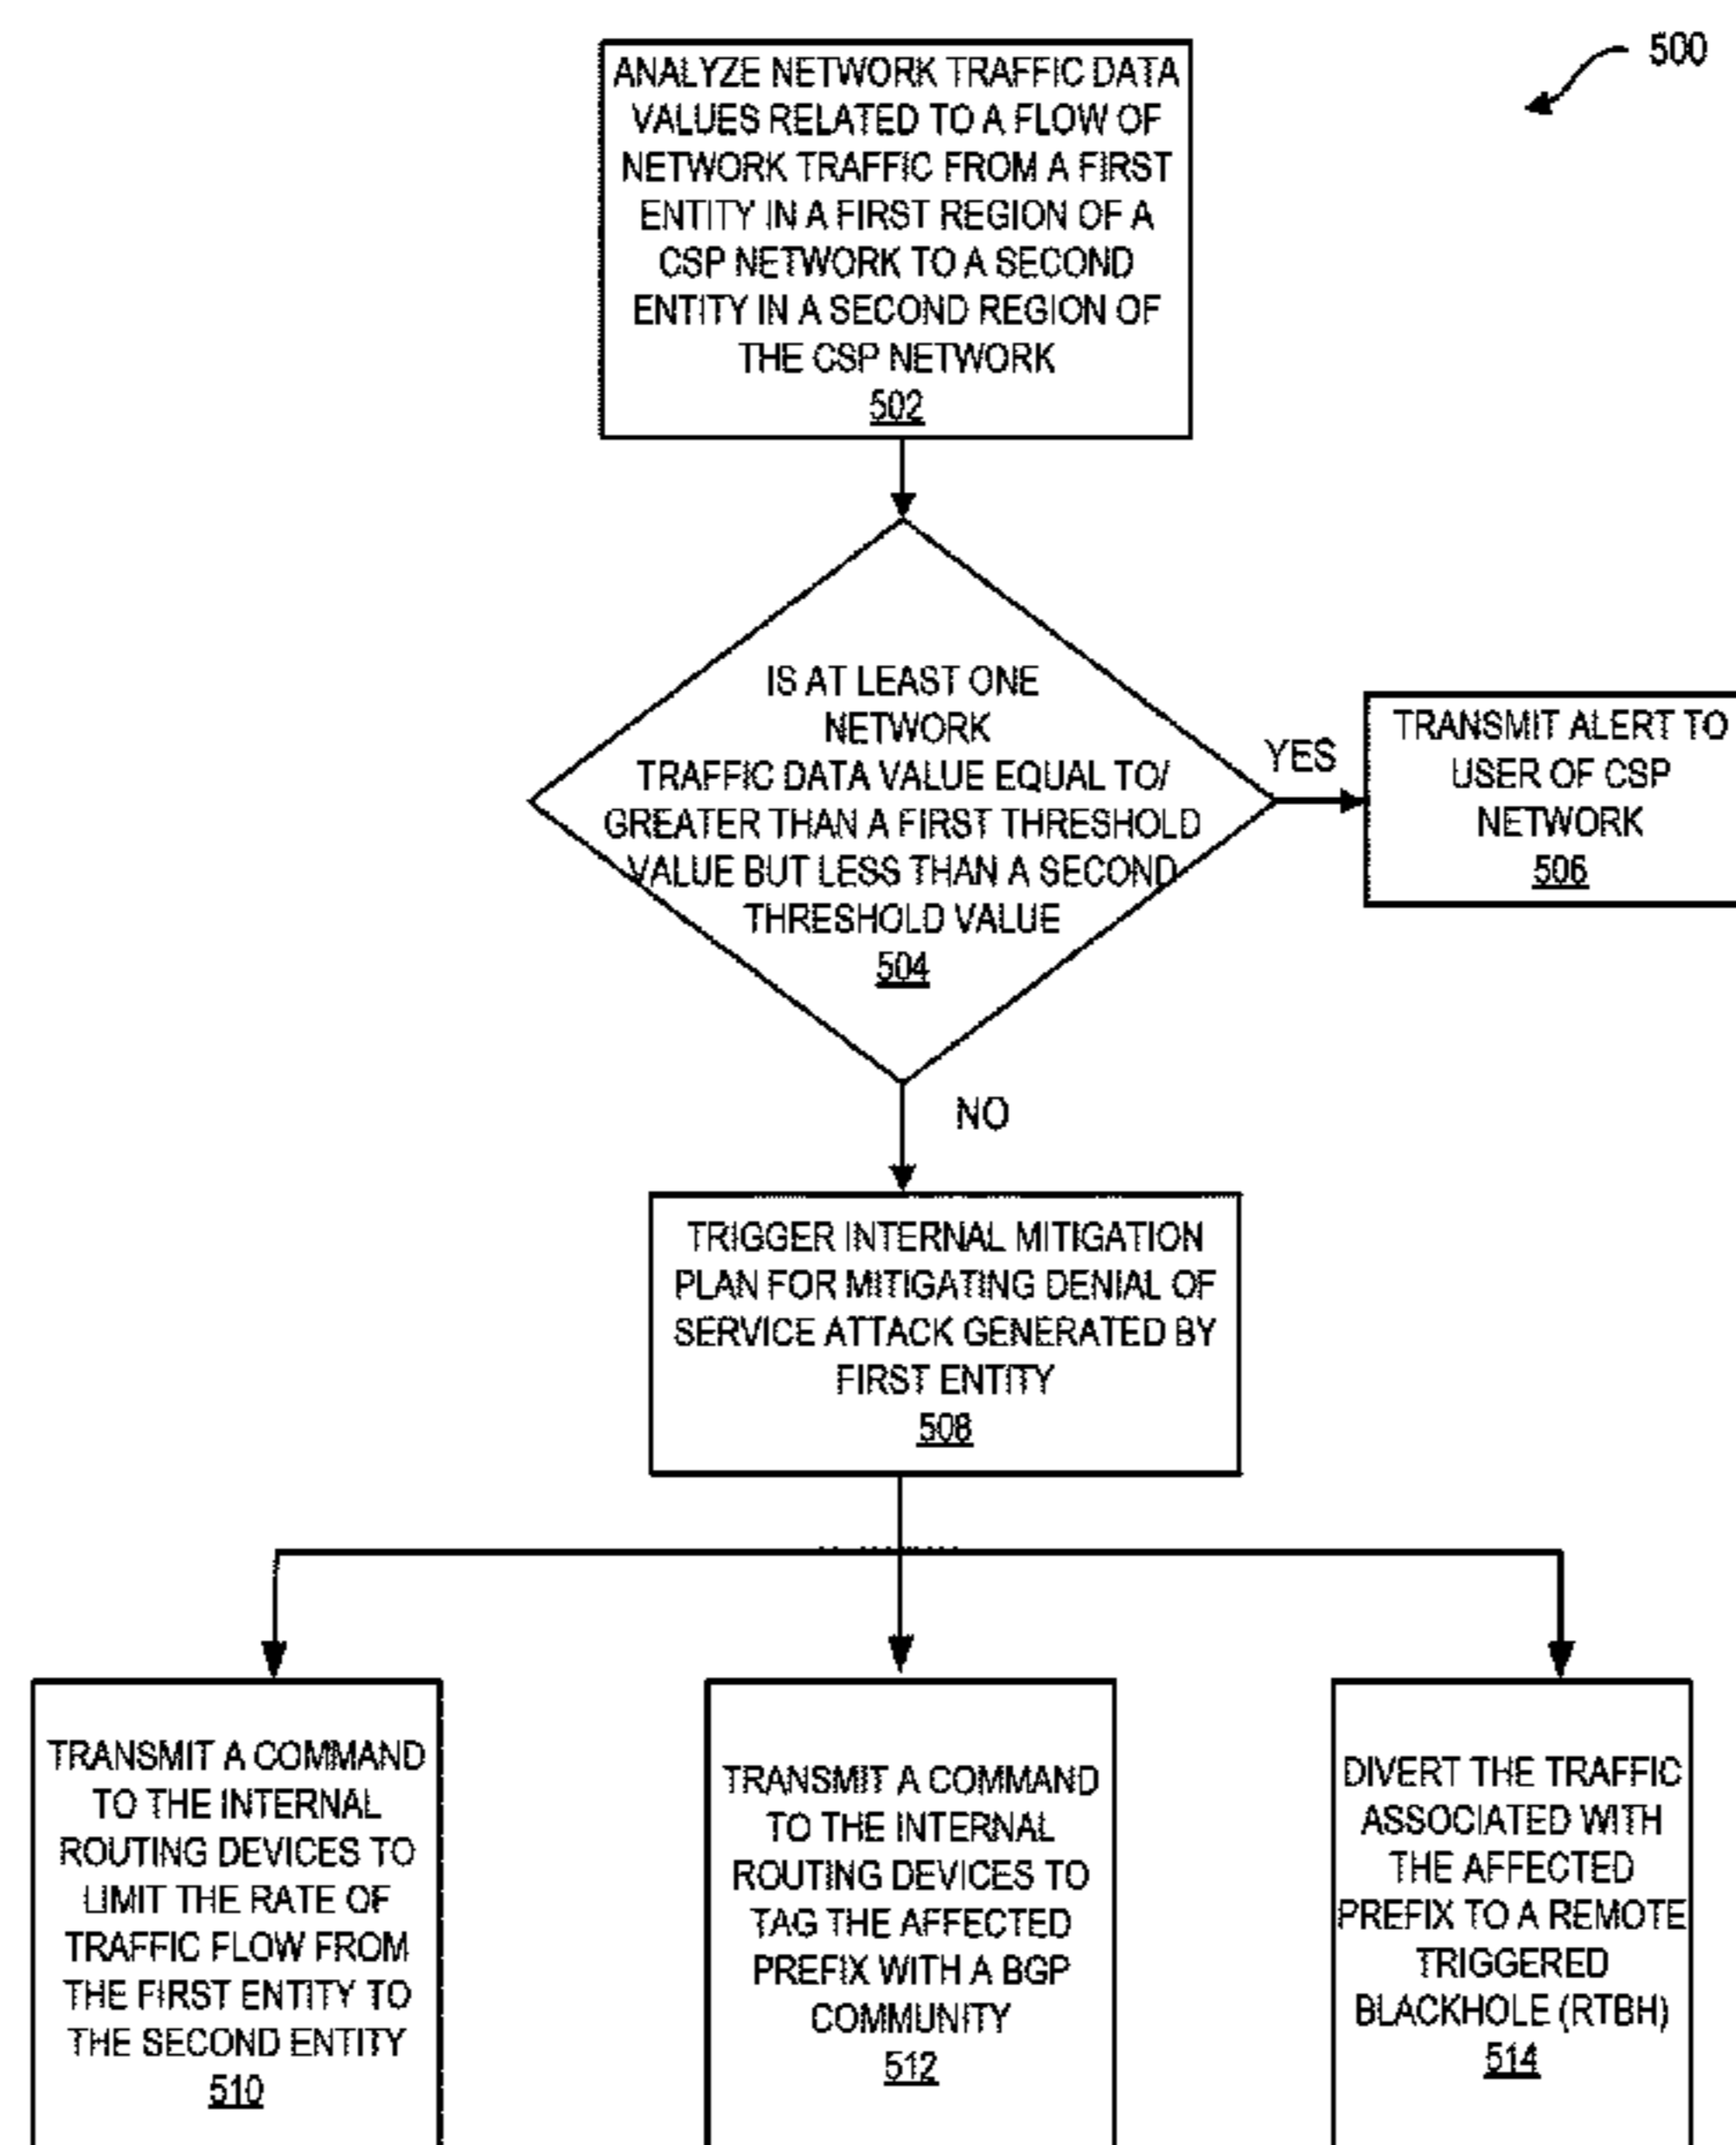 500
ANALYZE NETWORK TRAFFIC DATA
VALUES RELATED TO A FLOW OF
NETWORK TRAFFIC FROM A FIRST
ENTITY IN A FIRST REGION OF A
CSP NETWORK TO A SECOND
ENTITY IN A SECOND REGION OF
THE CSP NETWORK
502
IS AT LEAST ONE
NETWORK
TRAFFIC DATA VALUE EQUAL TO/
GREATER THAN A FIRST THRESHOLD
VALUE BUT LESS THAN A SECOND
THRESHOLD VALUE
504
YES
TRANSMIT ALERT TO
USER OF CSP
NETWORK
506
NO
TRIGGER INTERNAL MITIGATION
PLAN FOR MITIGATING DENIAL OF
SERVICE ATTACK GENERATED BY
FIRST ENTITY
508
TRANSMIT A COMMAND
TO THE INTERNAL
ROUTING DEVICES TO
LIMIT THE RATE OF
TRAFFIC FLOW FROM
THE FIRST ENTITY TO
THE SECOND ENTITY
510
TRANSMIT A COMMAND
TO THE INTERNAL
ROUTING DEVICES TO
TAG THE AFFECTED
PREFIX WITH A BGP
COMMUNITY
512
DIVERT THE TRAFFIC
ASSOCIATED WITH
THE AFFECTED
PREFIX TO A REMOTE
TRIGGERED
BLACKHOLE (RTBH)
514